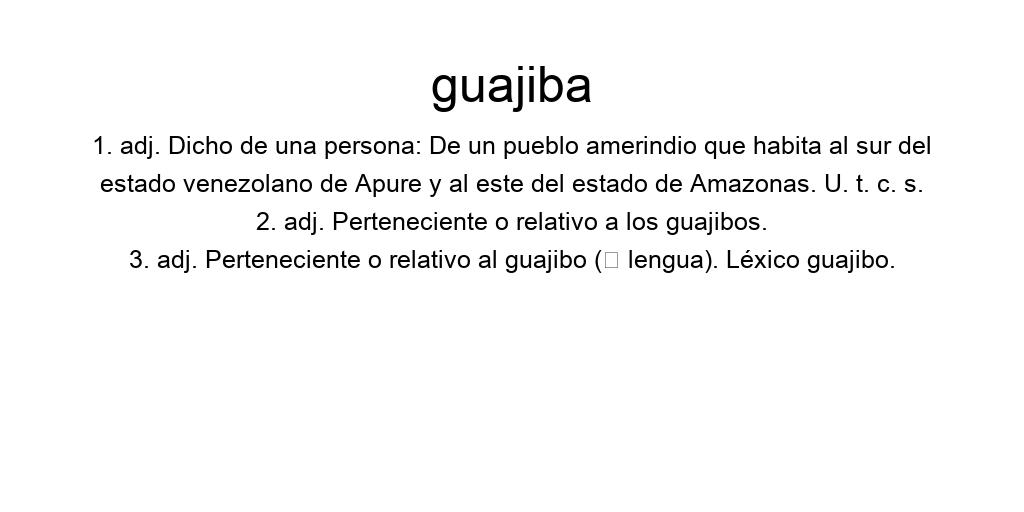 guajiba
1. adj. Dicho de una persona: De un pueblo amerindio que habita al sur del
estado venezolano de Apure y al este del estado de Amazonas. U. t. c. s.
2. adj. Perteneciente o relativo a los guajibos.
3. adj. Perteneciente o relativo al guajibo (□ lengua). Léxico guajibo.